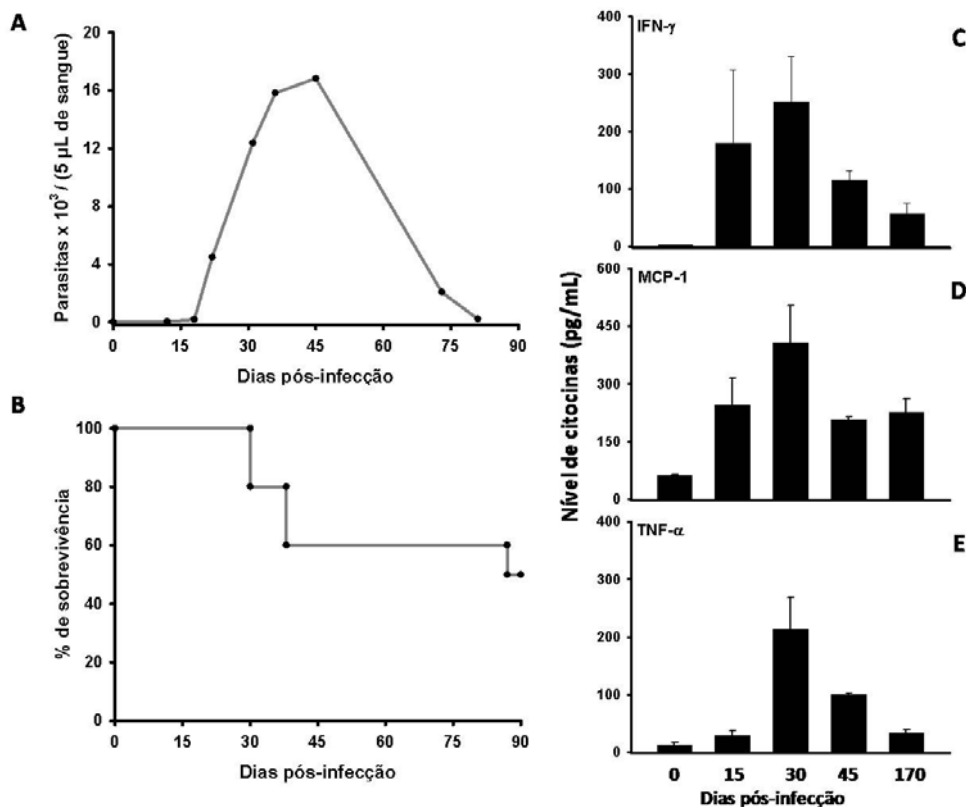 A
Parasitas x 10³ / (5 µL de sangue)
20
16
12
8
4
0
0 15 30 45 60 75 90
Dias pós-infecção
B
% de sobrevivência
100
80
60
40
20
0
0 15 30 45 60 75 90
Dias pós-infecção
Nível de citocinas (pg/mL)
C
IFN-γ
400
300
200
100
0
D
MCP-1
600
450
300
150
0
E
TNF-α
400
300
200
100
0
0 15 30 45 170
Dias pós-infecção